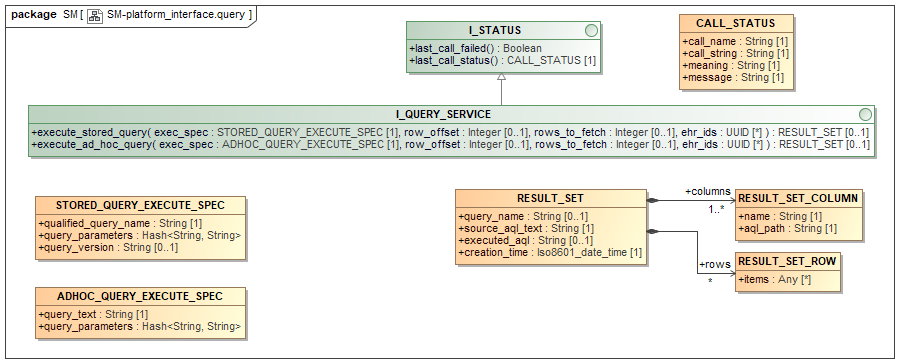 package SM [ SM-platform_interface.query ]
I_STATUS
+last_call_failed() : Boolean
+last_call_status() : CALL_STATUS [1]
CALL_STATUS
+call_name : String [1]
+call_string : String [1]
+meaning : String [1]
+message : String [1]
I_QUERY_SERVICE
+execute_stored_query( exec_spec : STORED_QUERY_EXECUTE_SPEC [1], row_offset : Integer [0..1], rows_to_fetch : Integer [0..1], ehr_ids : UUID [*] ) : RESULT_SET [0..1]
+execute_ad_hoc_query( exec_spec : ADHOC_QUERY_EXECUTE_SPEC [1], row_offset : Integer [0..1], rows_to_fetch : Integer [0..1], ehr_ids : UUID [*] ) : RESULT_SET [0..1]
STORED_QUERY_EXECUTE_SPEC
+qualified_query_name : String [1]
+query_parameters : Hash<String, String>
+query_version : String [0..1]
RESULT_SET
+query_name : String [0..1]
+source_aql_text : String [1]
+executed_aql : String [0..1]
+creation_time : Iso8601_date_time [1]
+columns
1..*
RESULT_SET_COLUMN
+name : String [1]
+aql_path : String [1]
+rows
*
RESULT_SET_ROW
+items : Any [*]
ADHOC_QUERY_EXECUTE_SPEC
+query_text : String [1]
+query_parameters : Hash<String, String>